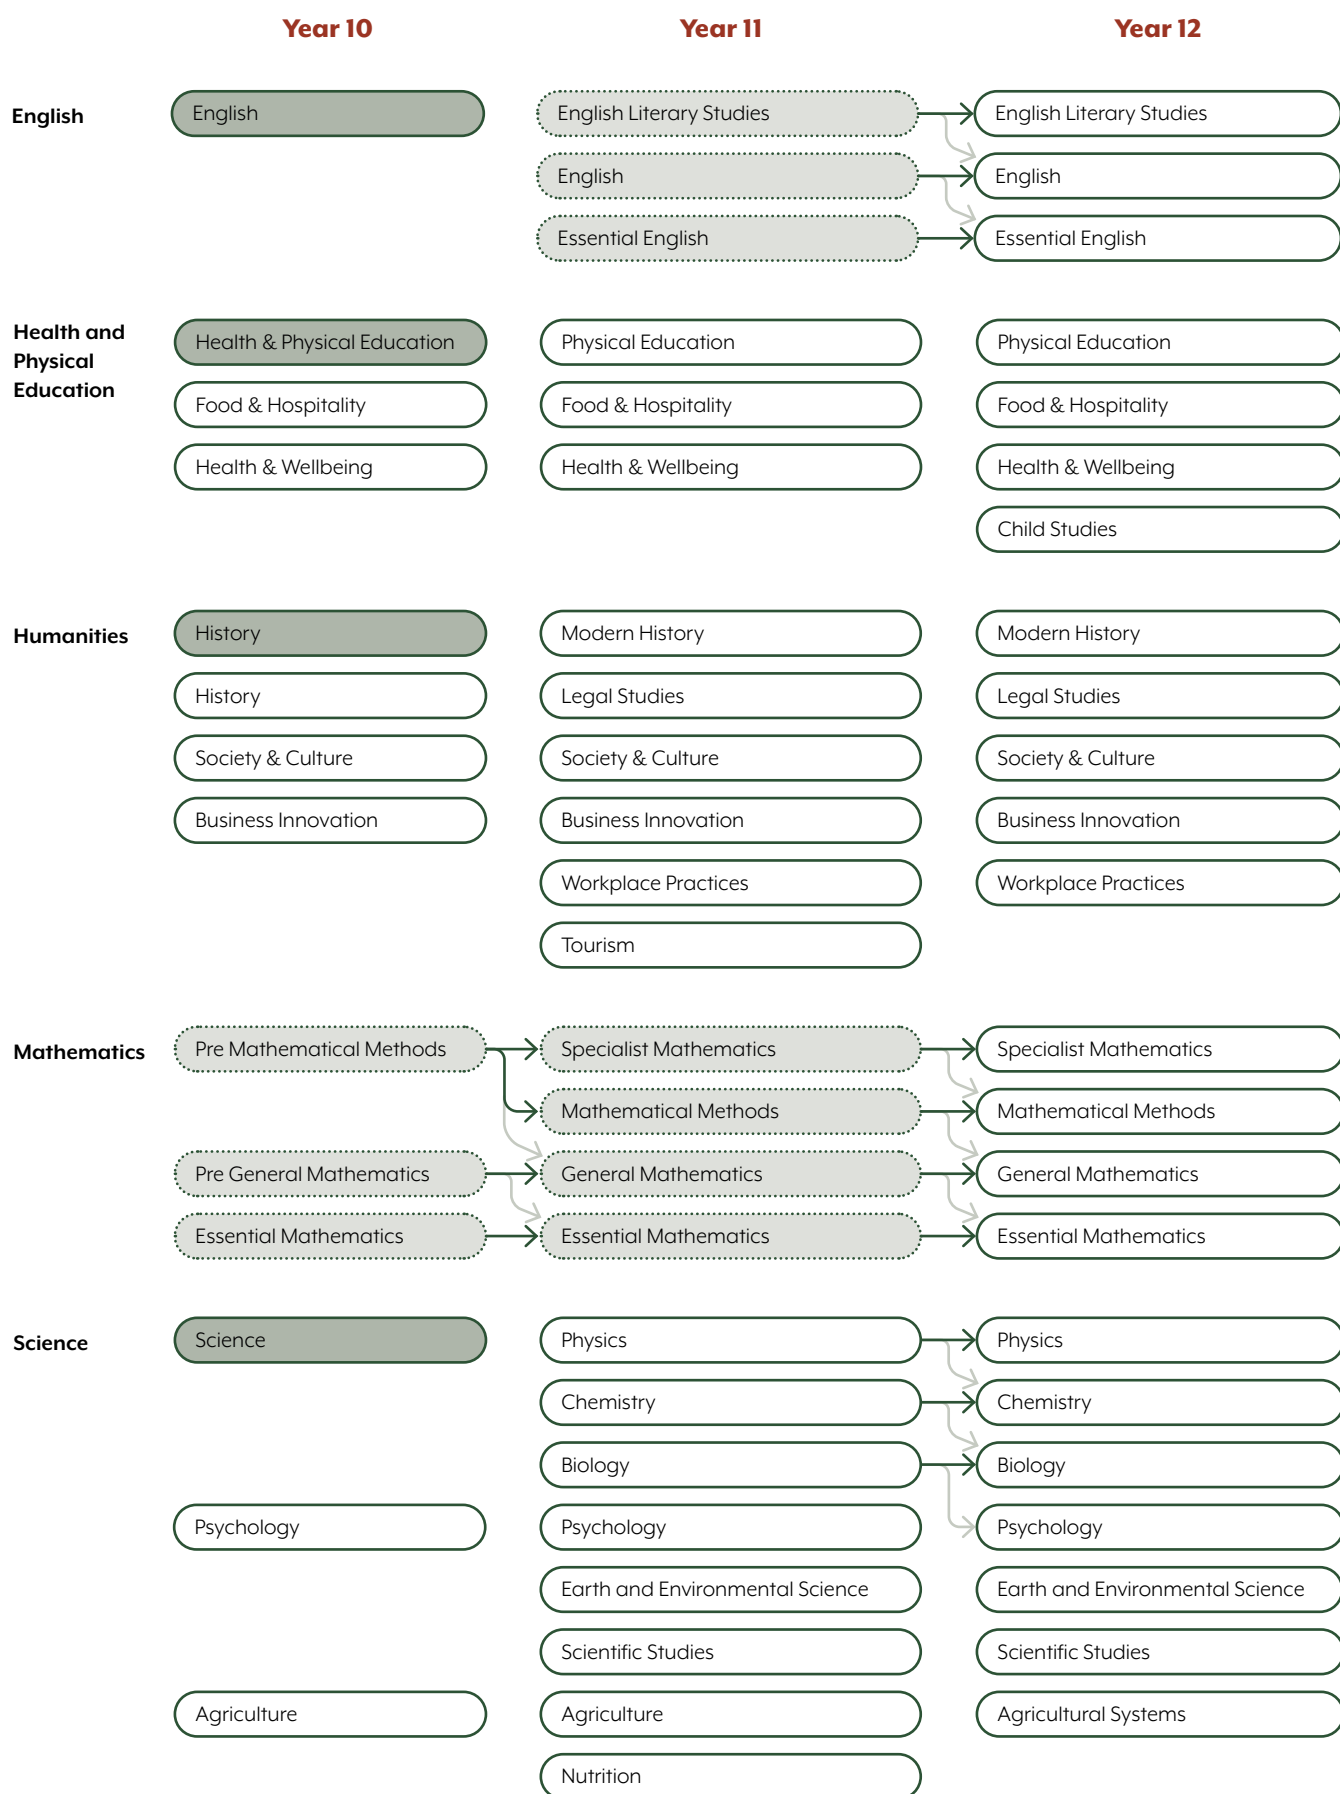 Year 10 Year 11 Year 12
English
English English Literary Studies English Literary Studies
English English
Essential English Essential English
Health and
Physical
Education
Health & Physical Education Physical Education Physical Education
Food & Hospitality Food & Hospitality Food & Hospitality
Health & Wellbeing Health & Wellbeing Health & Wellbeing
Child Studies
Humanities
History Modern History Modern History
History Legal Studies Legal Studies
Society & Culture Society & Culture Society & Culture
Business Innovation Business Innovation Business Innovation
Workplace Practices Workplace Practices
Tourism
Mathematics
Pre Mathematical Methods Specialist Mathematics Specialist Mathematics
Mathematical Methods Mathematical Methods
Pre General Mathematics General Mathematics General Mathematics
Essential Mathematics Essential Mathematics Essential Mathematics
Science
Science Physics Physics
Chemistry Chemistry
Biology Biology
Psychology Psychology Psychology
Earth and Environmental Science Earth and Environmental Science
Scientific Studies Scientific Studies
Agriculture Agriculture Agricultural Systems
Nutrition